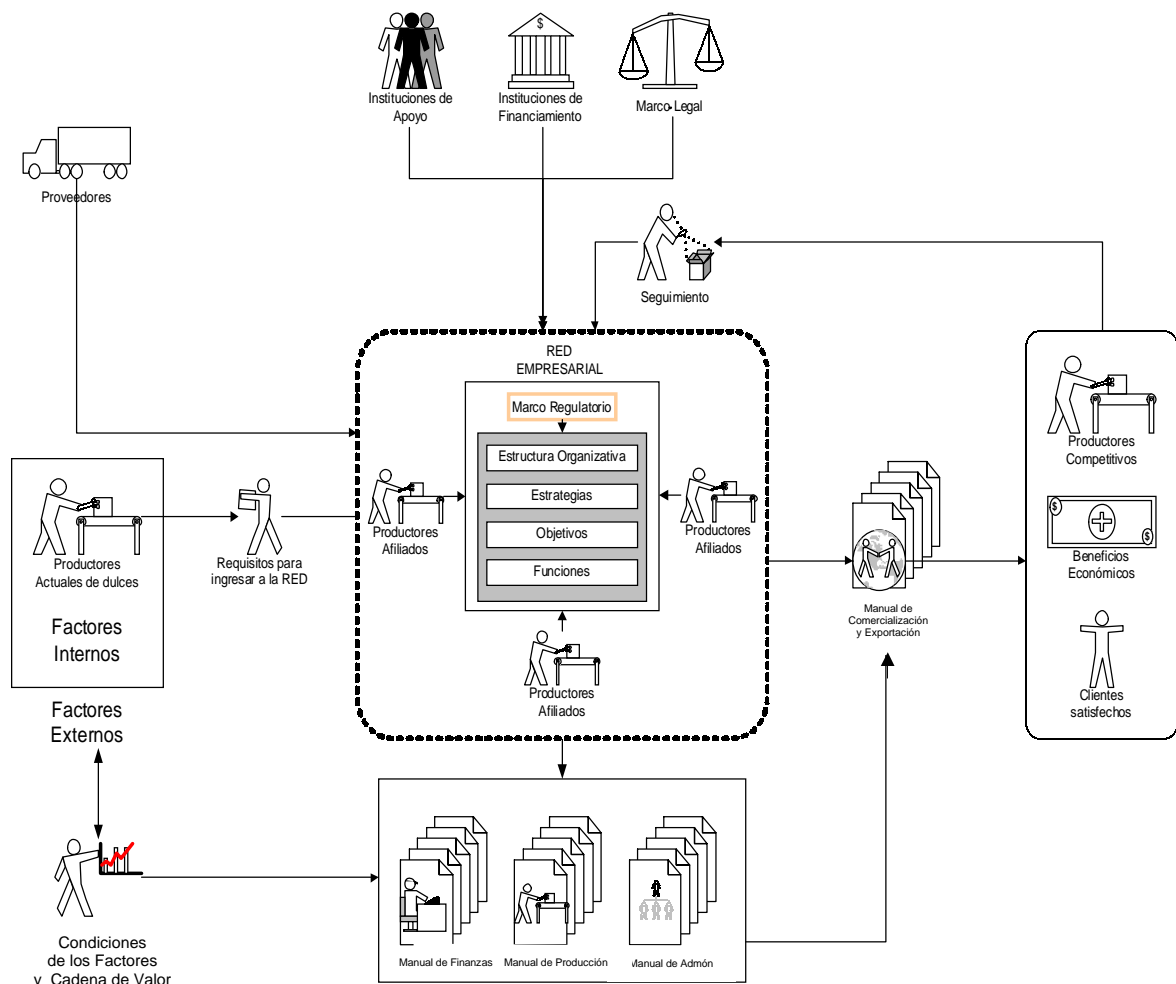 Instituciones de
Apoyo
Instituciones de
Financiamiento
Marco Legal
Proveedores
Seguimiento
RED
EMPRESARIAL
Marco Regulatorio
Estructura Organizativa
Estrategias
Objetivos
Funciones
Productores
Afiliados
Productores
Afiliados
Productores
Afiliados
Productores
Actuales de dulces
Factores
Internos
Requisitos para
ingresar a la RED
Factores
Externos
Condiciones
de los Factores
y Cadena de Valor
Manual de Finanzas
Manual de Producción
Manual de Admón
Manual de
Comercialización
y Exportación
Productores
Competitivos
$
$
$
Beneficios
Económicos
Clientes
satisfechos